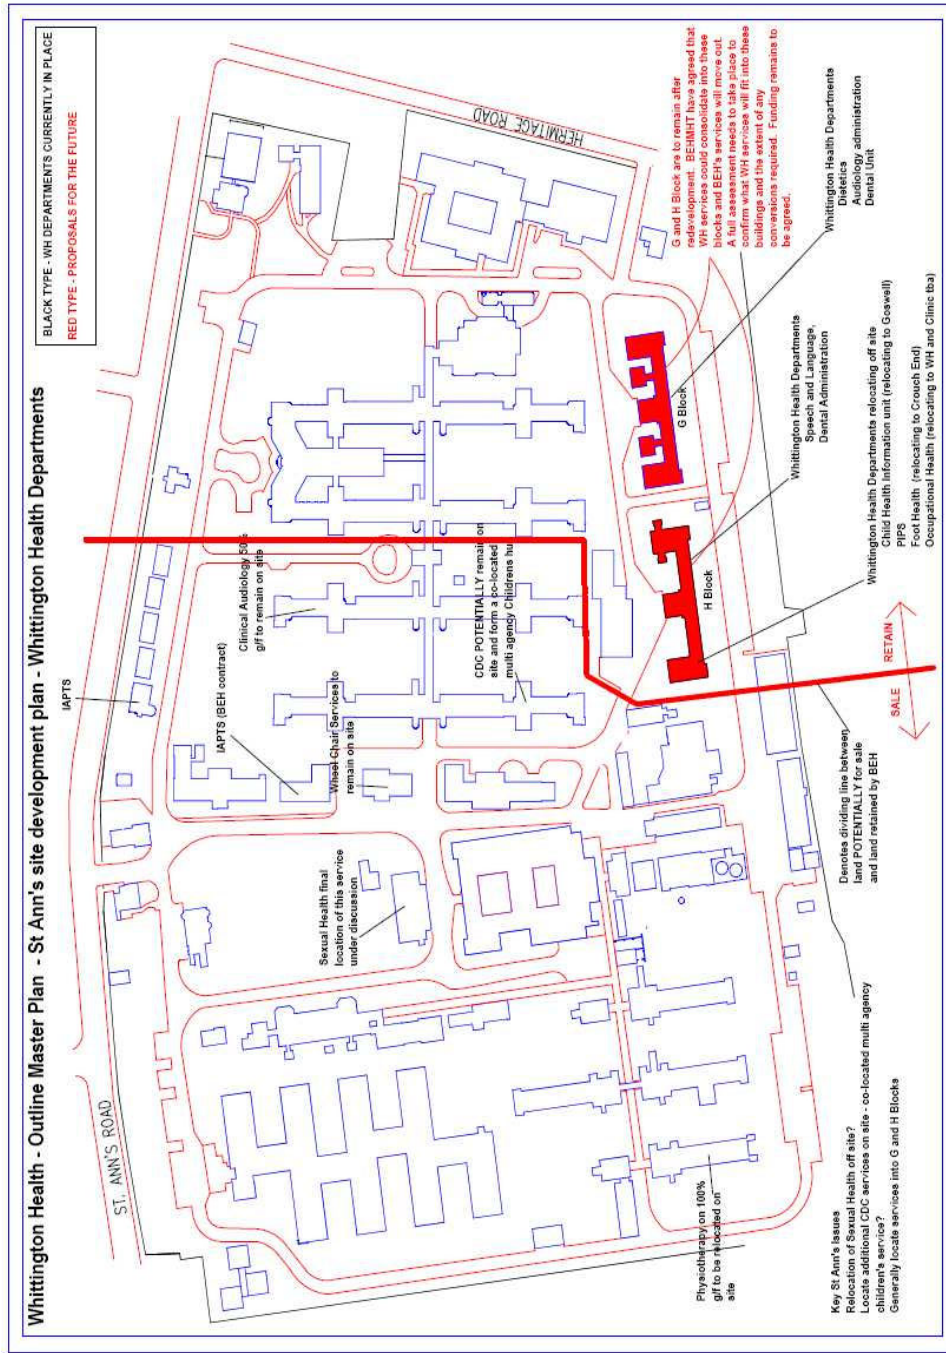 Whittington Health - Outline Master Plan - St Ann's site development plan - Whittington Health Departments
BLACK TYPE - WH DEPARTMENTS CURRENTLY IN PLACE
RED TYPE - PROPOSALS FOR THE FUTURE
ST. ANN'S ROAD
IAPTS
HERMITAGE ROAD
IAPTS (BEH contract)
Clinical Audiology 50%
g/f to remain on site
Wheel Chair Services to
remain on site
Sexual Health final
location of this service
under discussion
CDC POTENTIALLY remain on
site and form a co-located
multi agency Childrens hu
G and H Block are to remain after
redevelopment. BEHMHT have agreed that
WH services could consolidate into these
blocks and BEH's services will move out.
A full assessment needs to take place to
confirm what WH services will fit into these
buildings and the extent of any
conversions required. Funding remains to
be agreed.
G Block
H Block
Physiotherapy on 100%
g/f to be relocated on
site
Whittington Health Departments
Speech and Language,
Dental Administration
Whittington Health Departments
Dietetics
Audiology administration
Dental Unit
Whittington Health Departments relocating off site
Child Health Information unit (relocating to Goswell)
PIPS
Foot Health (relocating to Crouch End)
Occupational Health (relocating to WH and Clinic tba)
SALE
RETAIN
Denotes dividing line between
land POTENTIALLY for sale
and land retained by BEH
Key St Ann's Issues
Relocation of Sexual Health off site?
Locate additional CDC services on site - co-located multi agency
children's service?
Generally locate services into G and H Blocks